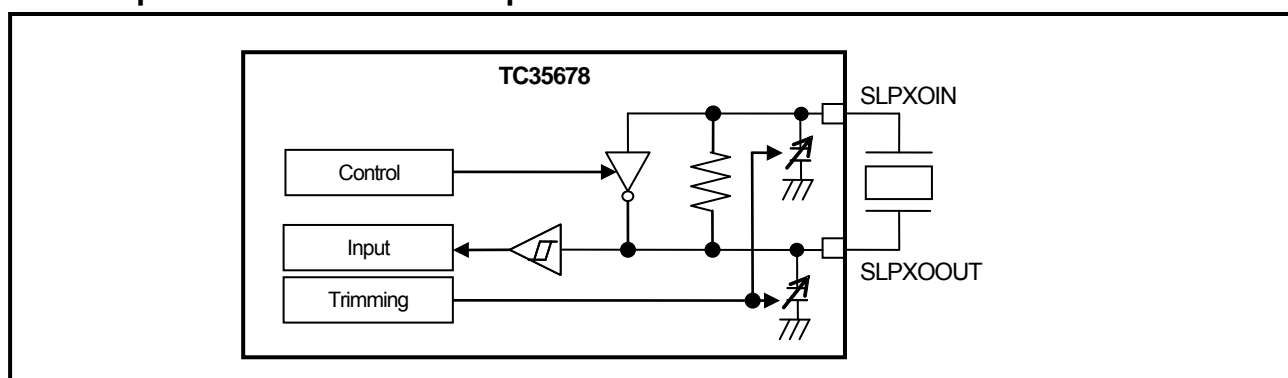 TC35678
SLPXOIN
Control
Input
SLPXOOUT
Trimming